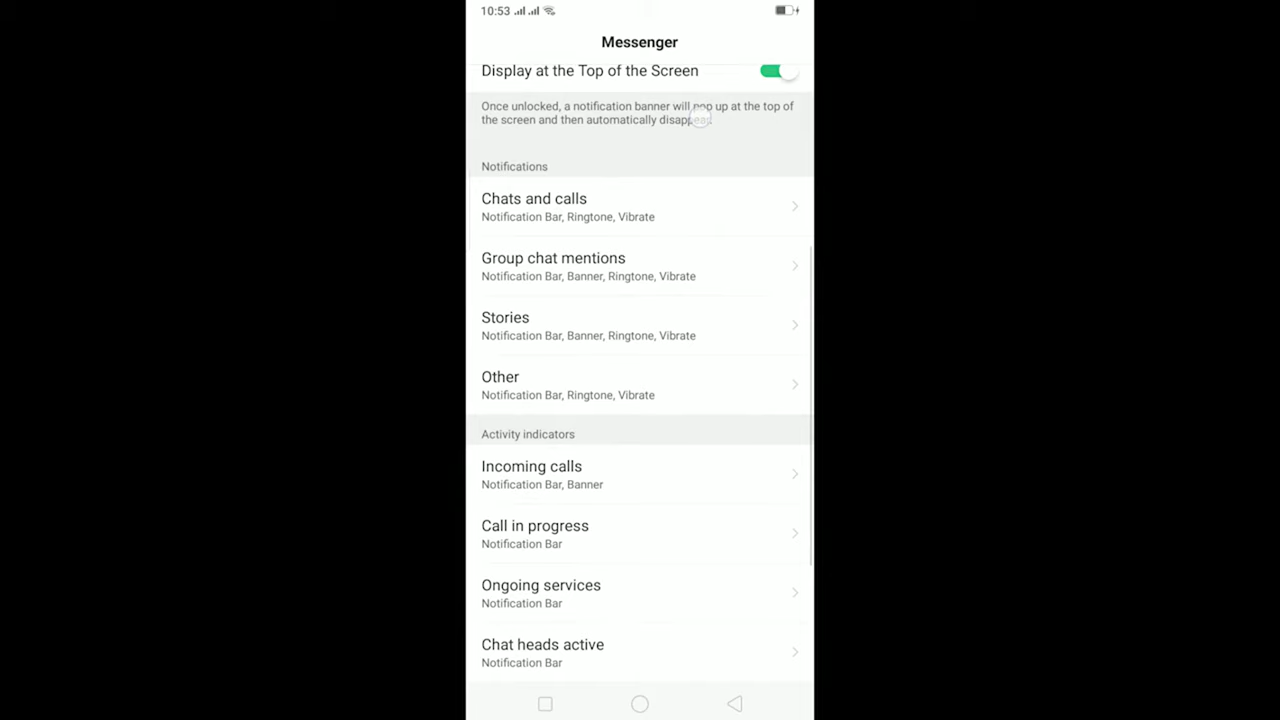 10:53
Messenger
Display at the Top of the Screen
Once unlocked, a notification banner will pop up at the top of
the screen and then automatically disappear.
Notifications
Chats and calls
Notification Bar, Ringtone, Vibrate
Group chat mentions
Notification Bar, Banner, Ringtone, Vibrate
Stories
Notification Bar, Banner, Ringtone, Vibrate
Other
Notification Bar, Ringtone, Vibrate
Activity indicators
Incoming calls
Notification Bar, Banner
Call in progress
Notification Bar
Ongoing services
Notification Bar
Chat heads active
Notification Bar